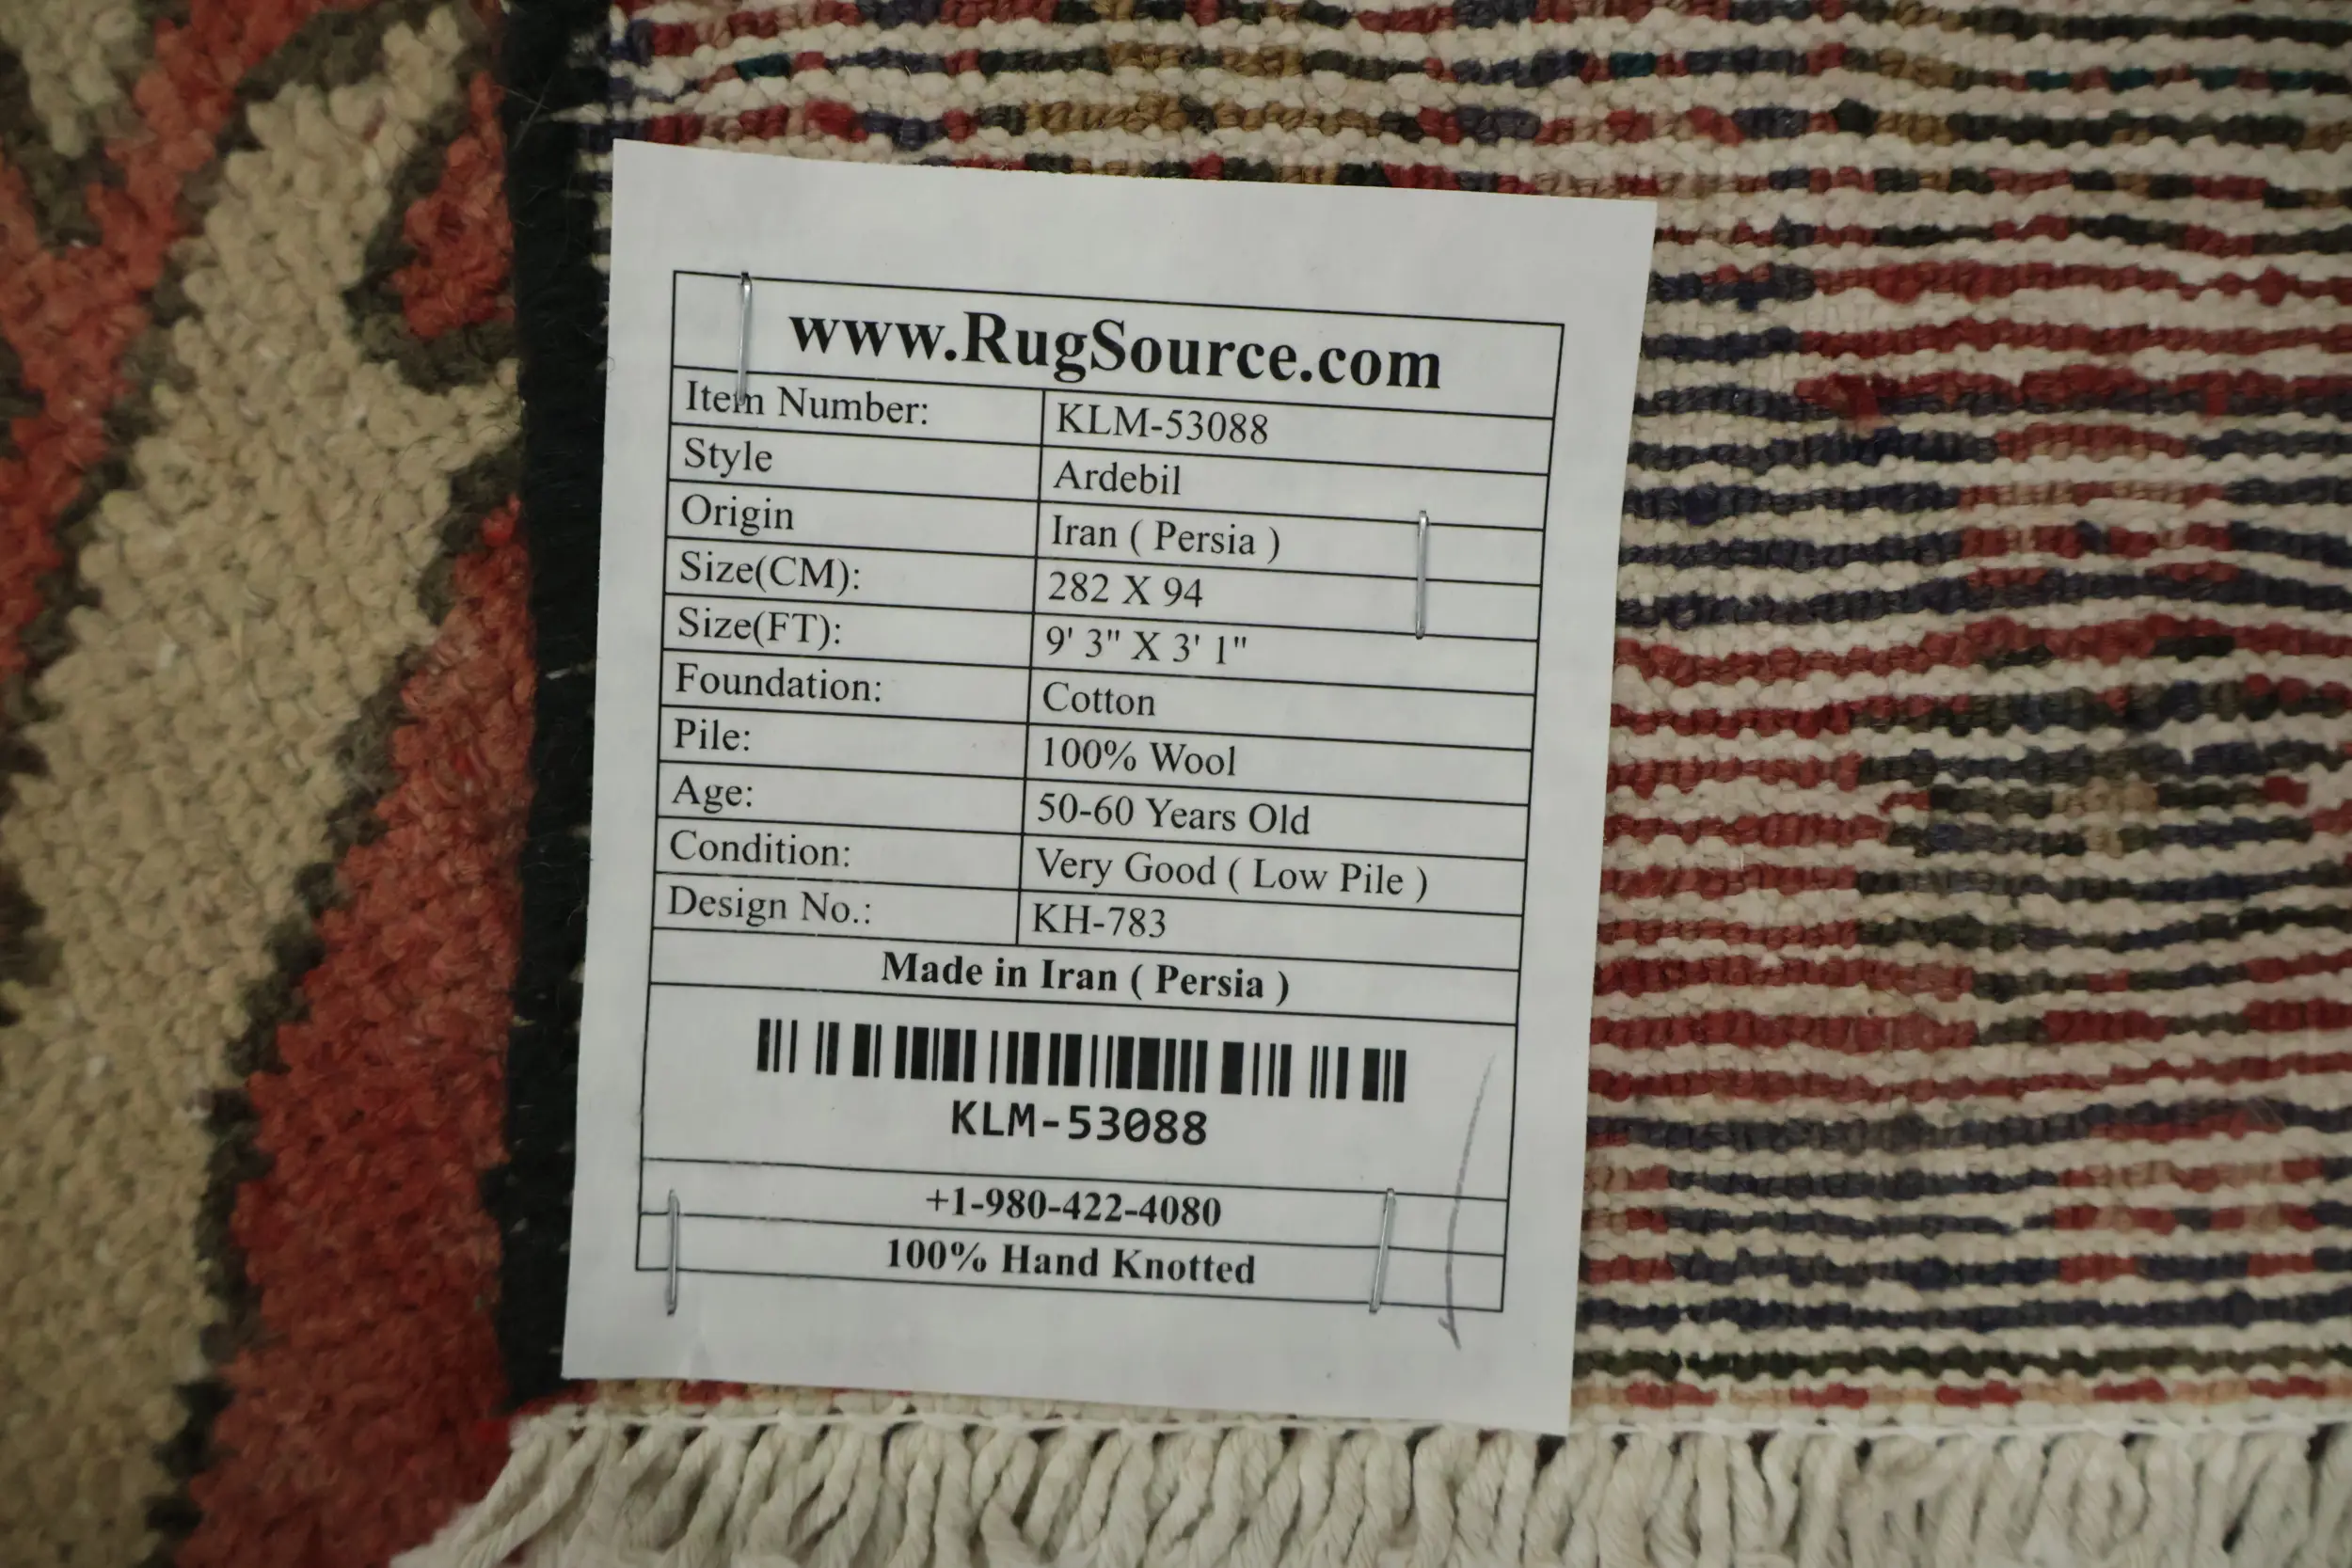 www.RugSource.com
Item Number: KLM-53088
Style Ardebil
Origin Iran ( Persia )
Size(CM): 282 X 94
Size(FT): 9' 3" X 3' 1"
Foundation: Cotton
Pile: 100% Wool
Age: 50-60 Years Old
Condition: Very Good ( Low Pile )
Design No.: KH-783
Made in Iran ( Persia )
KLM-53088
+1-980-422-4080
100% Hand Knotted